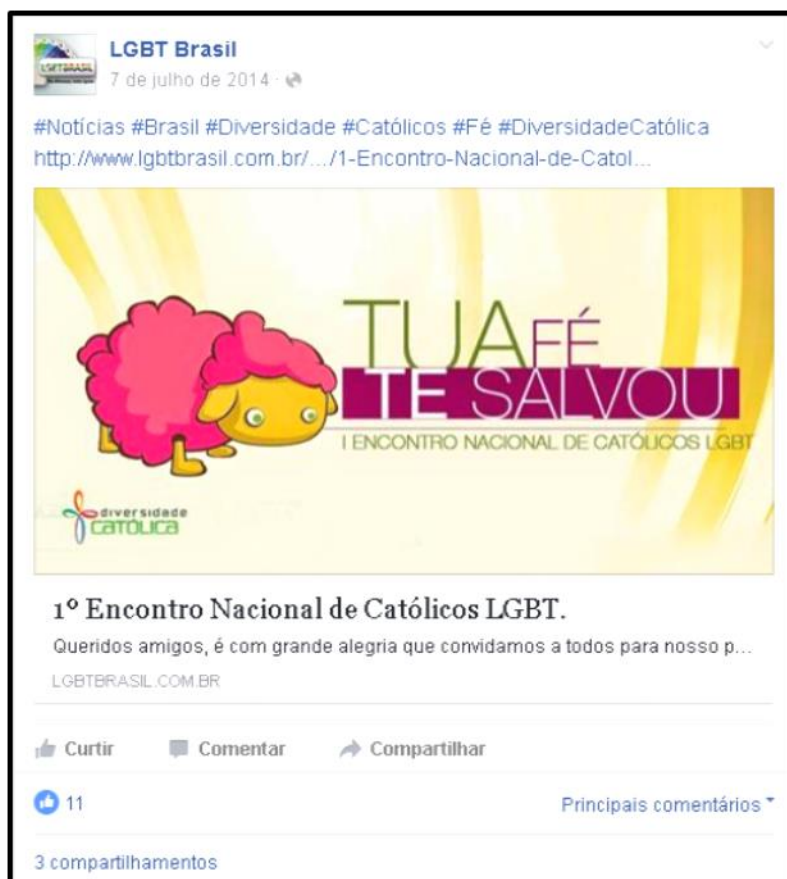 LGBT Brasil
7 de julho de 2014
#Notícias #Brasil #Diversidade #Católicos #Fé #DiversidadeCatólica
http://www.lgbtbrasil.com.br/.../1-Encontro-Nacional-de-Catol...
TUA FÉ
TE SALVOU
I ENCONTRO NACIONAL DE CATÓLICOS LGBT
diversidade
CATÓLICA
1º Encontro Nacional de Católicos LGBT.
Queridos amigos, é com grande alegria que convidamos a todos para nosso p...
LGBTBRASIL.COM.BR
Curtir Comentar Compartilhar
11 Principais comentários
3 compartilhamentos